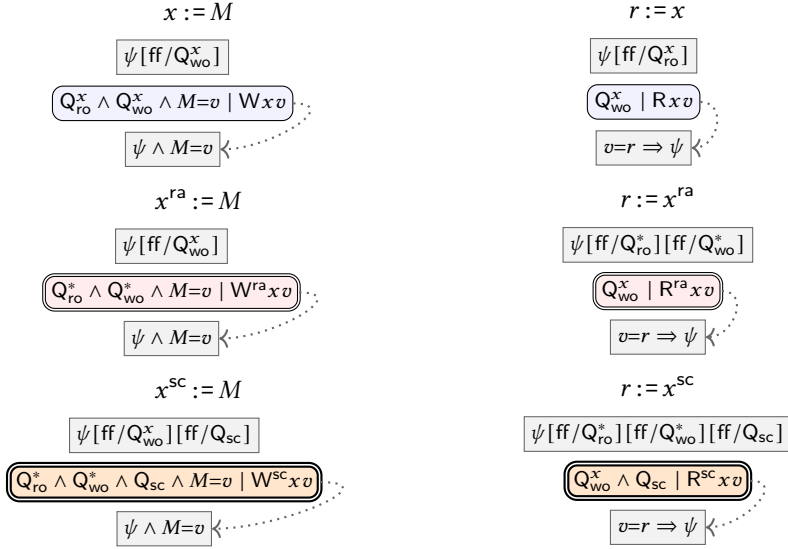 x := M
ψ[ff/Q^x_wo]
Q^x_ro ∧ Q^x_wo ∧ M=v | W x v
ψ ∧ M=v
r := x
ψ[ff/Q^x_ro]
Q^x_wo | R x v
v=r ⇒ ψ
x^ra := M
ψ[ff/Q^x_wo]
Q^*_ro ∧ Q^*_wo ∧ M=v | W^ra x v
ψ ∧ M=v
r := x^ra
ψ[ff/Q^*_ro][ff/Q^*_wo]
Q^x_wo | R^ra x v
v=r ⇒ ψ
x^sc := M
ψ[ff/Q^x_wo][ff/Q_sc]
Q^*_ro ∧ Q^*_wo ∧ Q_sc ∧ M=v | W^sc x v
ψ ∧ M=v
r := x^sc
ψ[ff/Q^*_ro][ff/Q^*_wo][ff/Q_sc]
Q^x_wo ∧ Q_sc | R^sc x v
v=r ⇒ ψ